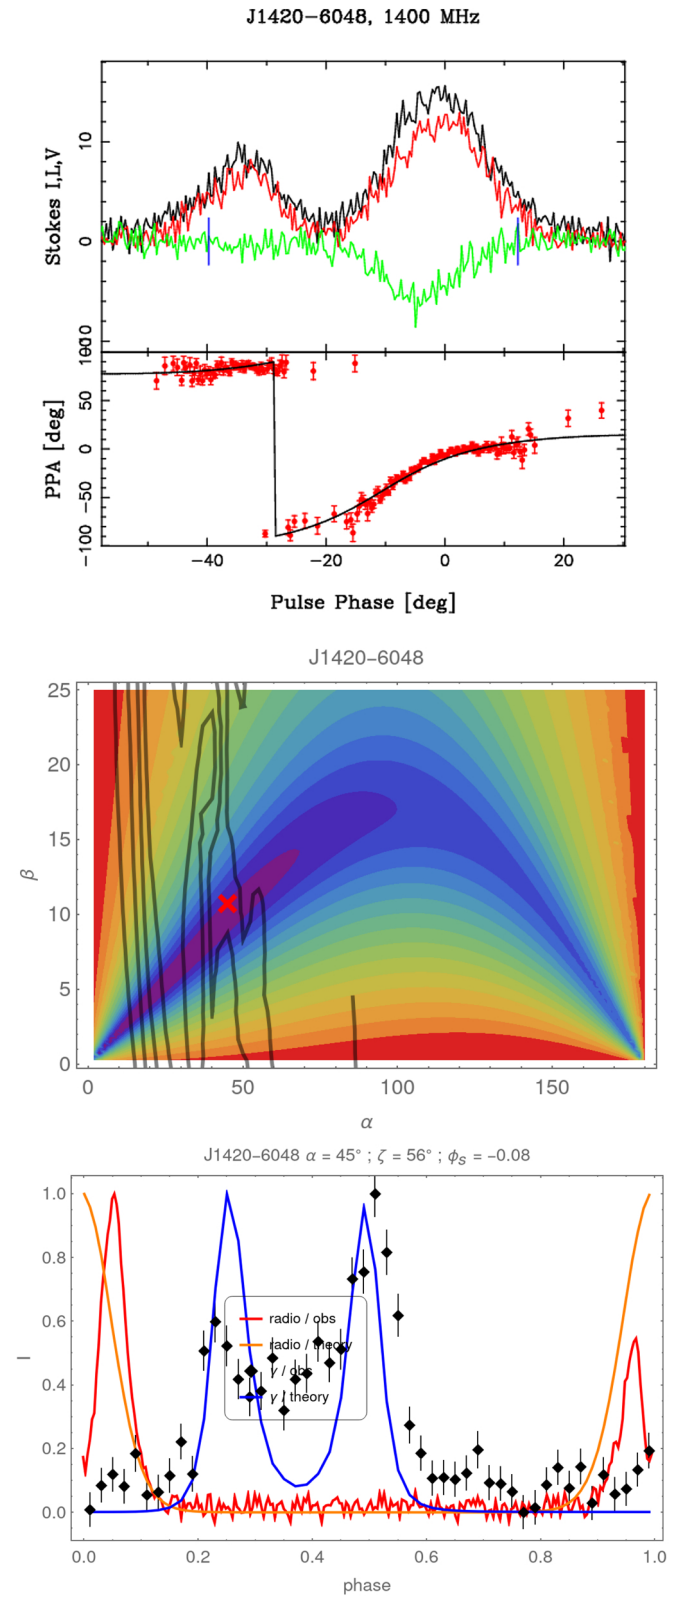 J1420−6048, 1400 MHz
Stokes I,L,V
10
0
100
50
0
−50
−100
PPA [deg]
−40
−20
0
20
Pulse Phase [deg]
J1420-6048
25
20
15
10
5
0
β
0
50
100
150
α
J1420-6048 α = 45° ; ζ = 56° ; ϕs = -0.08
1.0
0.8
0.6
0.4
0.2
0.0
I
radio / obs
radio / theory
γ / obs
γ / theory
0.0
0.2
0.4
0.6
0.8
1.0
phase